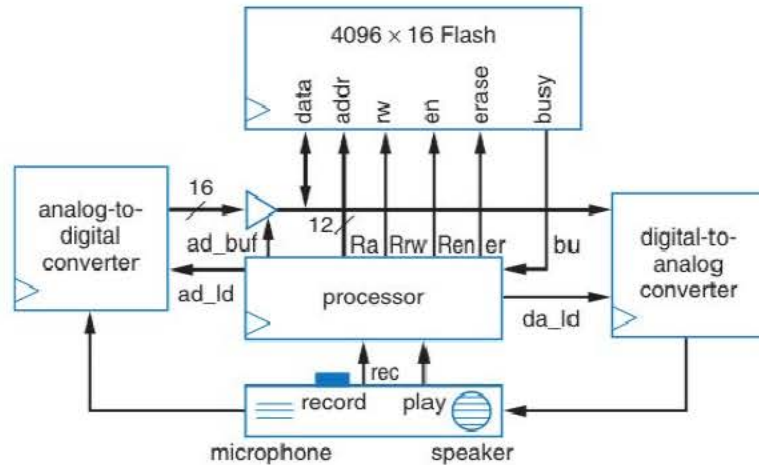 4096 × 16 Flash
data
addr
rw
en
erase
busy
16
analog-to-
digital
converter
12
ad_buf
Ra
Rrw
Ren
er
bu
digital-to-
analog
converter
ad_ld
processor
da_ld
rec
record
play
microphone
speaker